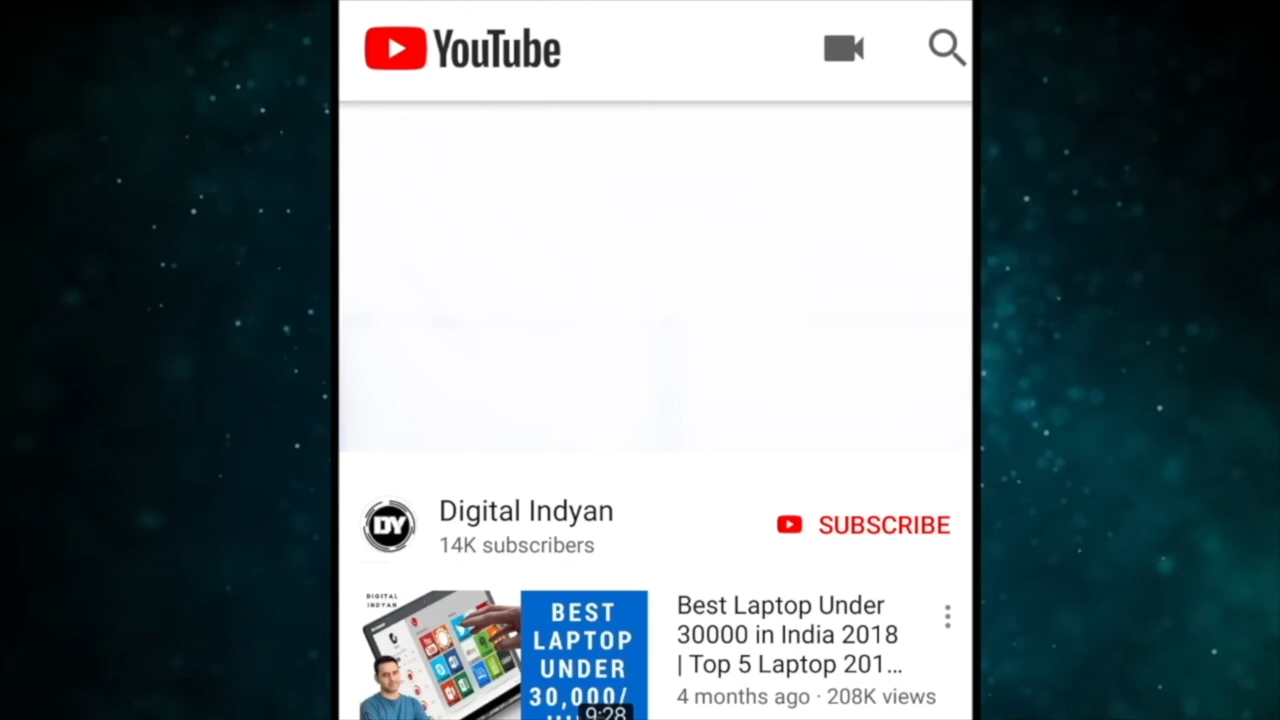 YouTube
Digital Indyan
14K subscribers
SUBSCRIBE
DY
DIGITAL
INDYAN
BEST
LAPTOP
UNDER
30,000/
9:28
Best Laptop Under
30000 in India 2018
| Top 5 Laptop 201...
4 months ago · 208K views